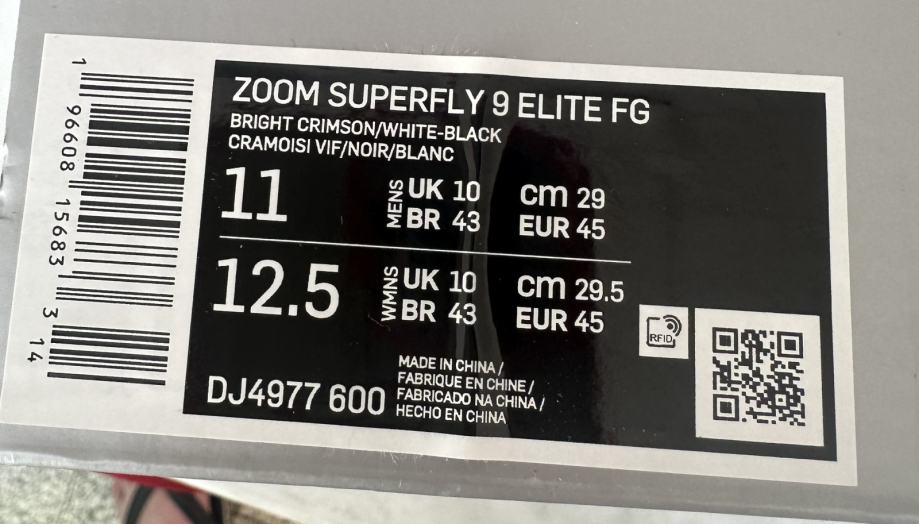 1 96608 15683 3 14
ZOOM SUPERFLY 9 ELITE FG
BRIGHT CRIMSON/WHITE-BLACK
CRAMOISI VIF/NOIR/BLANC
11 MENS UK 10 cm 29
BR 43 EUR 45
12.5 WMNS UK 10 cm 29.5
BR 43 EUR 45
RFID
DJ4977 600
MADE IN CHINA /
FABRIQUE EN CHINE /
FABRICADO NA CHINA /
HECHO EN CHINA